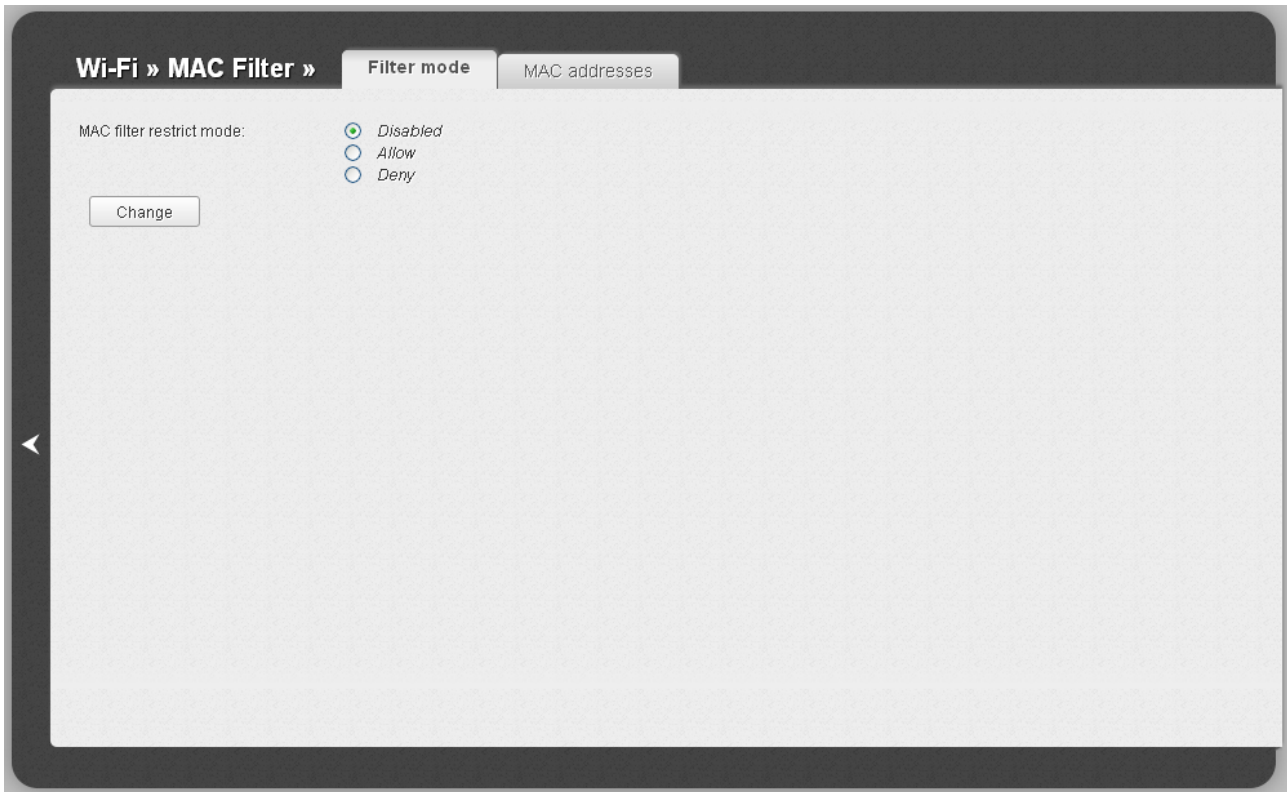 Wi-Fi » MAC Filter » Filter mode MAC addresses
MAC filter restrict mode: Disabled
Allow
Deny
Change